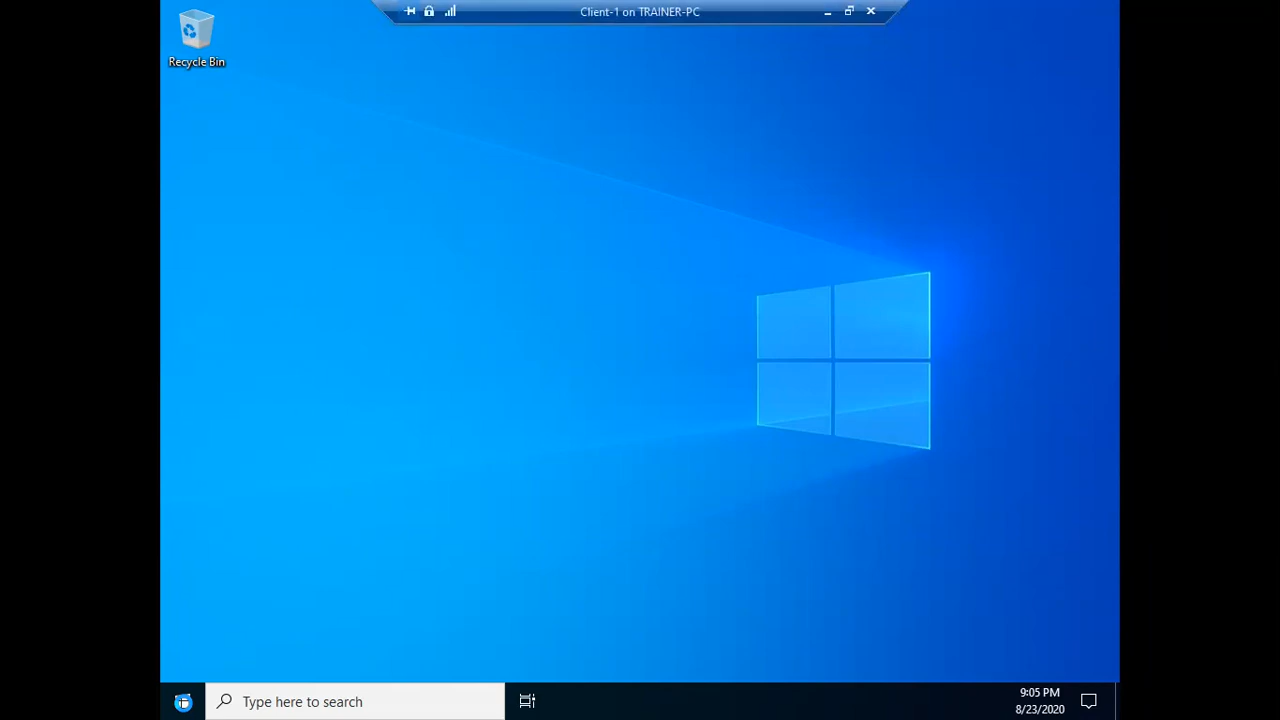 Client-1 on TRAINER-PC
Recycle Bin
Type here to search
9:05 PM
8/23/2020